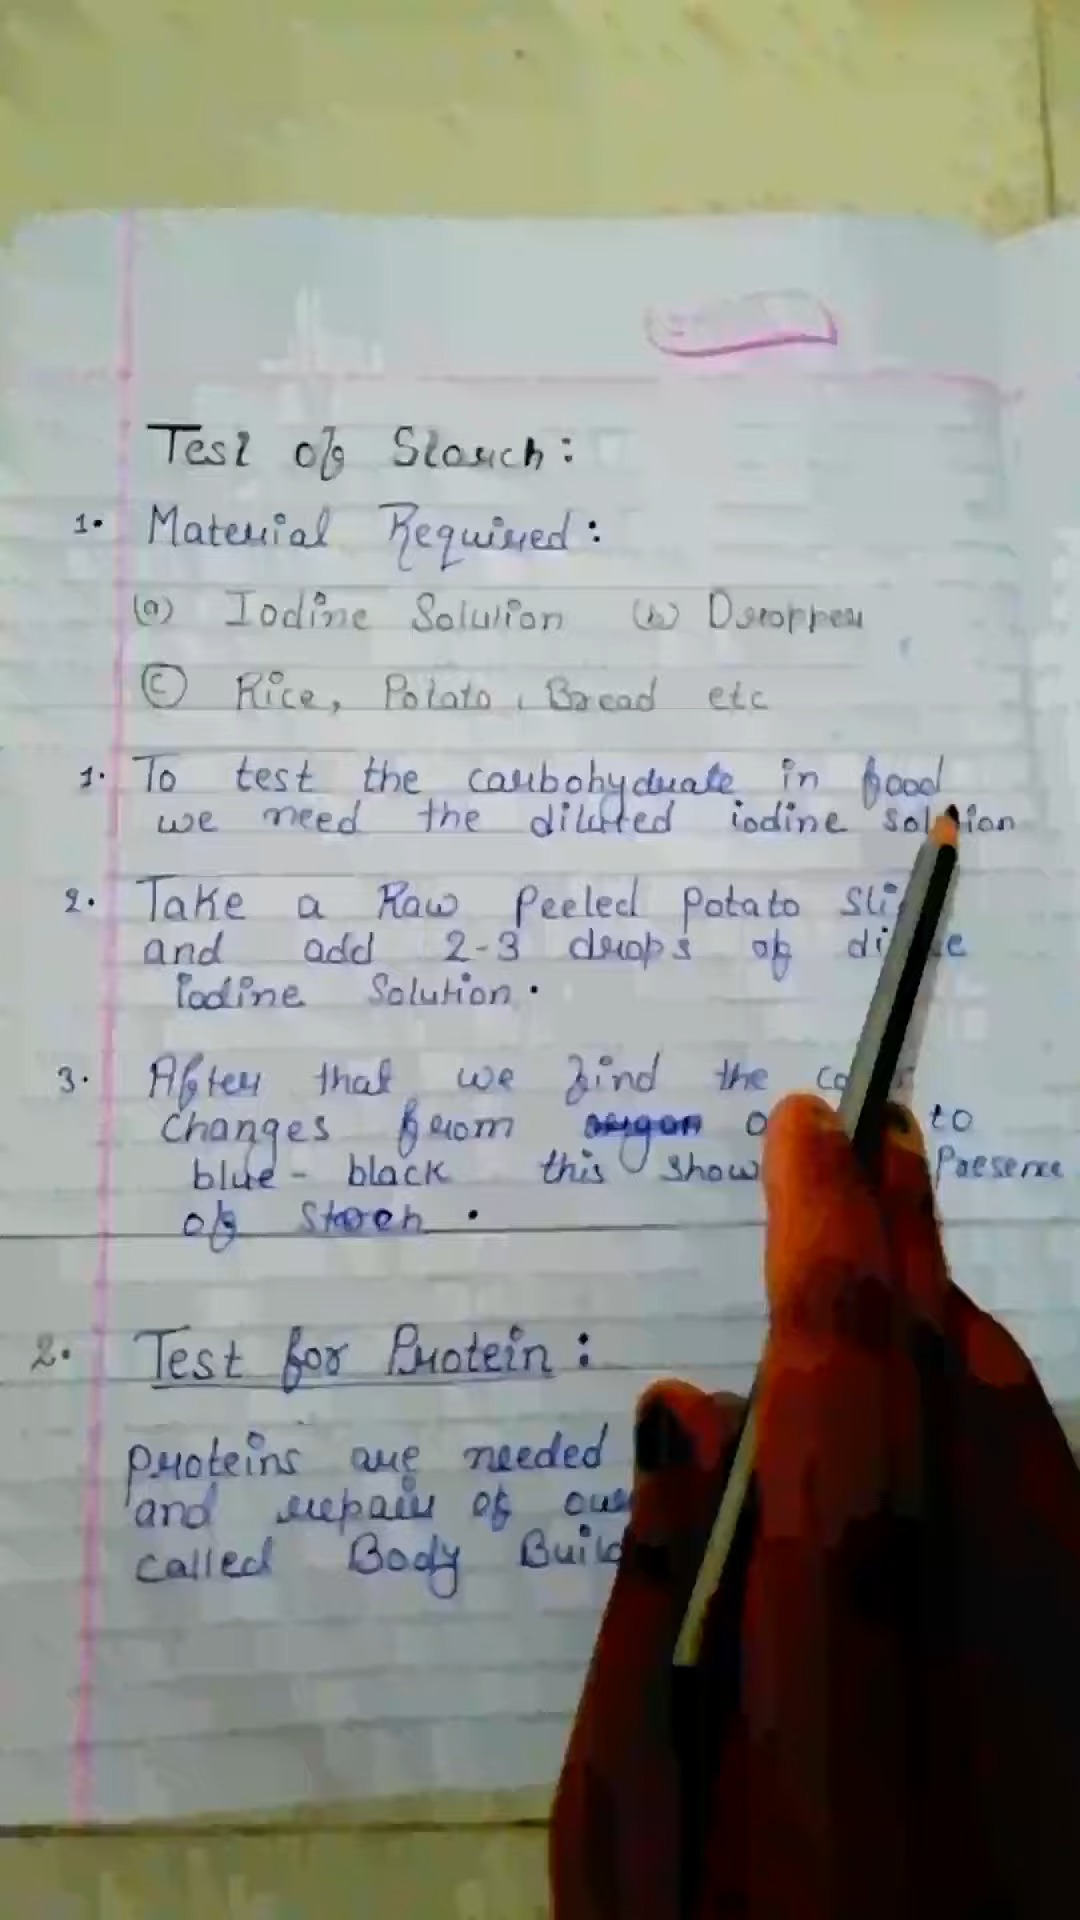 Test of Starch:
1. Material Required:
(a) Iodine Solution (b) Dropper
(c) Rice, Potato, Bread etc
1. To test the carbohydrate in food
we need the diluted iodine solution
2. Take a Raw Peeled Potato
and add 2-3 drops of
iodine Solution.
3. After that we find the
changes from to
blue-black this Presence
of Starch.
2. Test for Protein:
proteins are needed
and repair of
called Body